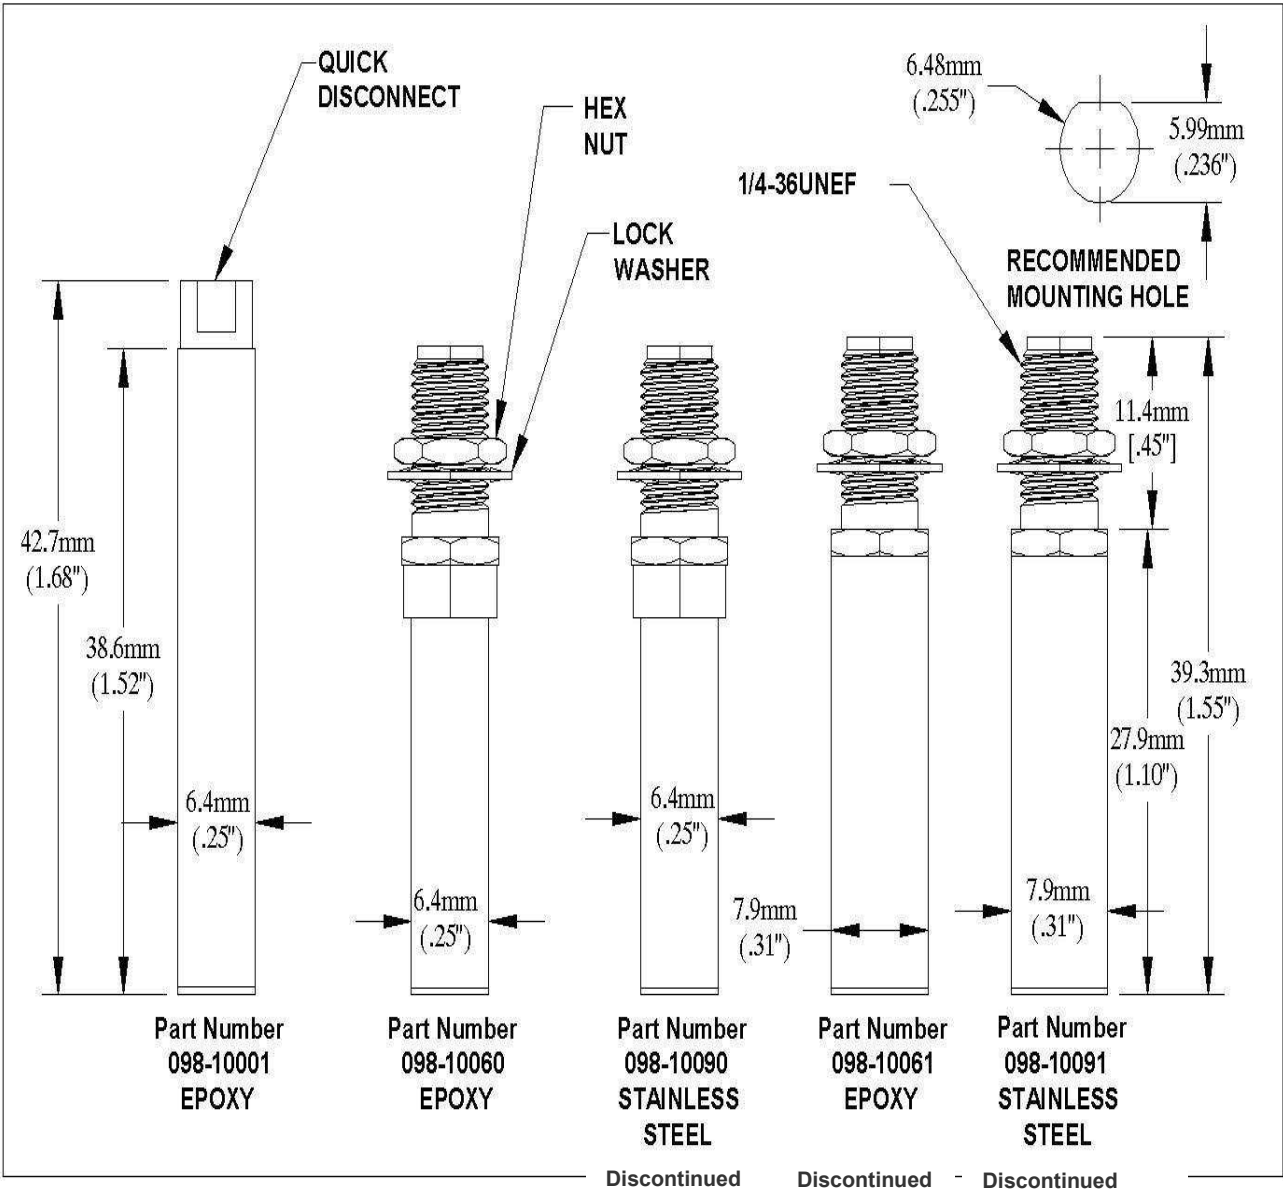 QUICK
DISCONNECT
HEX
NUT
LOCK
WASHER
1/4-36UNEF
6.48mm
(.255")
5.99mm
(.236")
RECOMMENDED
MOUNTING HOLE
42.7mm
(1.68")
38.6mm
(1.52")
6.4mm
(.25")
6.4mm
(.25")
6.4mm
(.25")
7.9mm
(.31")
7.9mm
(.31")
11.4mm
[.45"]
39.3mm
(1.55")
27.9mm
(1.10")
Part Number
098-10001
EPOXY
Part Number
098-10060
EPOXY
Part Number
098-10090
STAINLESS
STEEL
Discontinued
Part Number
098-10061
EPOXY
Discontinued
Part Number
098-10091
STAINLESS
STEEL
Discontinued